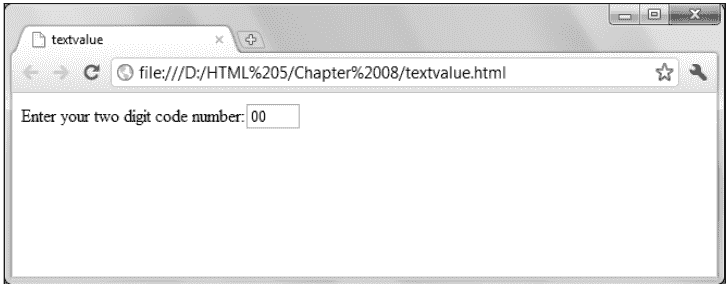 textvalue
file:///D:/HTML%205/Chapter%2008/textvalue.html
Enter your two digit code number: 00